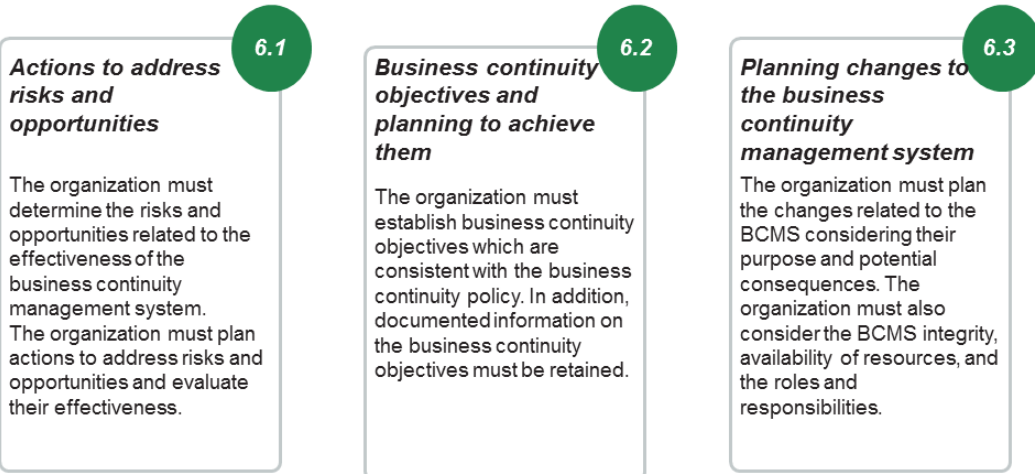 6.1
Actions to address
risks and
opportunities
The organization must
determine the risks and
opportunities related to the
effectiveness of the
business continuity
management system.
The organization must plan
actions to address risks and
opportunities and evaluate
their effectiveness.
6.2
Business continuity
objectives and
planning to achieve
them
The organization must
establish business continuity
objectives which are
consistent with the business
continuity policy. In addition,
documented information on
the business continuity
objectives must be retained.
6.3
Planning changes to
the business
continuity
management system
The organization must plan
the changes related to the
BCMS considering their
purpose and potential
consequences. The
organization must also
consider the BCMS integrity,
availability of resources, and
the roles and
responsibilities.